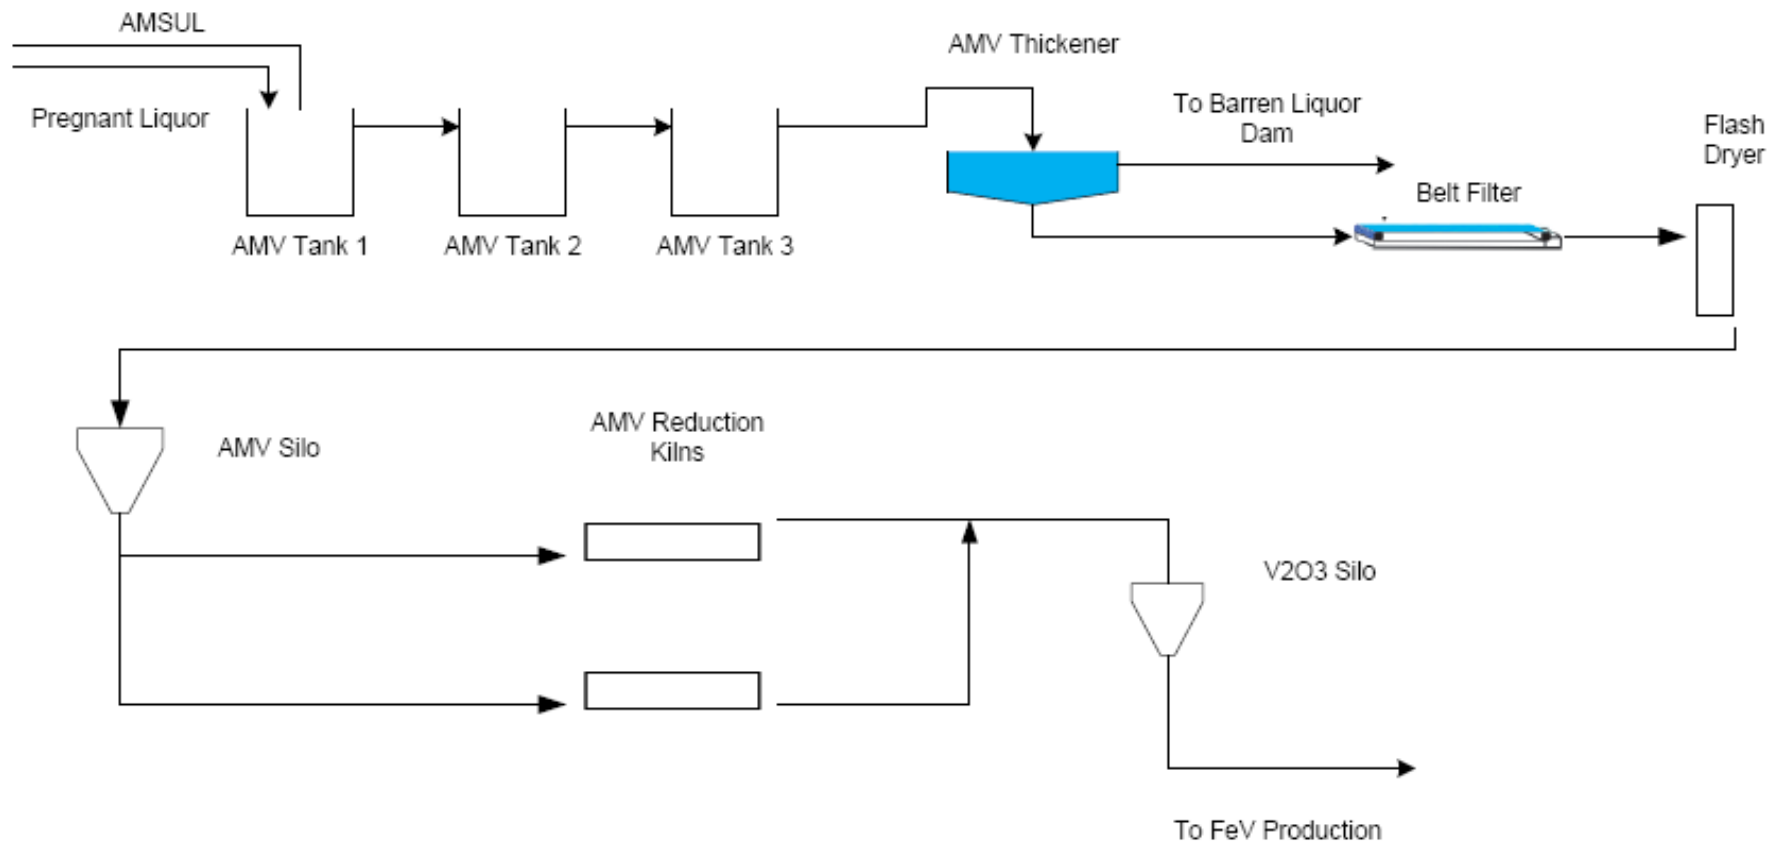 AMSUL
Pregnant Liquor
AMV Tank 1
AMV Tank 2
AMV Tank 3
AMV Thickener
To Barren Liquor
Dam
Belt Filter
Flash
Dryer
AMV Silo
AMV Reduction
Kilns
V2O3 Silo
To FeV Production